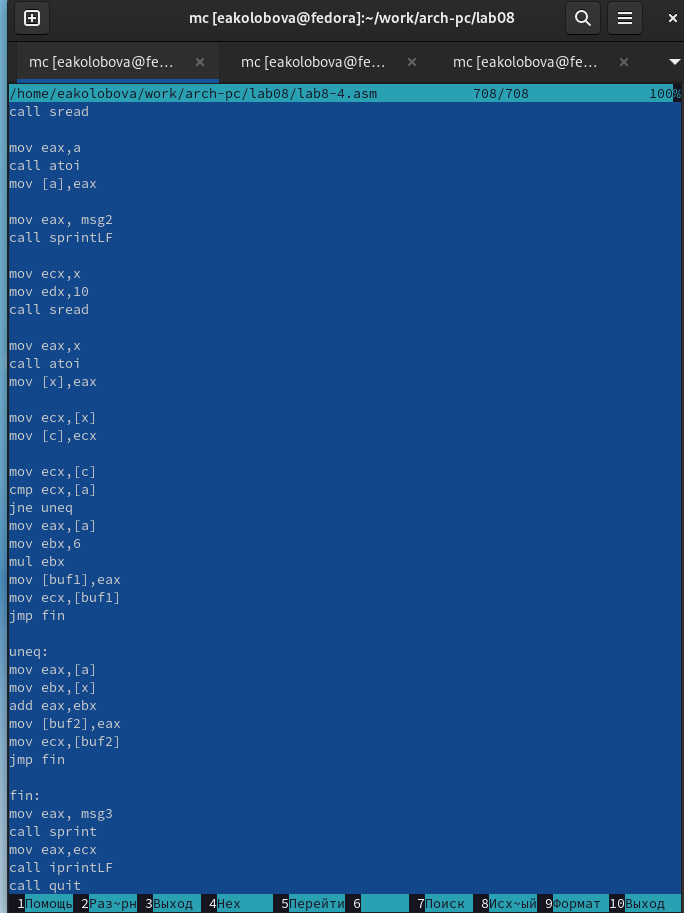 mc [eakolobova@fedora]:~/work/arch-pc/lab08
mc [eakolobova@fe... × mc [eakolobova@fe... × mc [eakolobova@fe... ×
/home/eakolobova/work/arch-pc/lab08/lab8-4.asm 708/708 100%
call sread
mov eax,a
call atoi
mov [a],eax
mov eax, msg2
call sprintLF
mov ecx,x
mov edx,10
call sread
mov eax,x
call atoi
mov [x],eax
mov ecx,[x]
mov [c],ecx
mov ecx,[c]
cmp ecx,[a]
jne uneq
mov eax,[a]
mov ebx,6
mul ebx
mov [buf1],eax
mov ecx,[buf1]
jmp fin
uneq:
mov eax,[a]
mov ebx,[x]
add eax,ebx
mov [buf2],eax
mov ecx,[buf2]
jmp fin
fin:
mov eax, msg3
call sprint
mov eax,ecx
call iprintLF
call quit
1Помощь 2Раз~рн 3Выход 4Hex 5Перейти 6 7Поиск 8Исх~ый 9Формат 10Выход